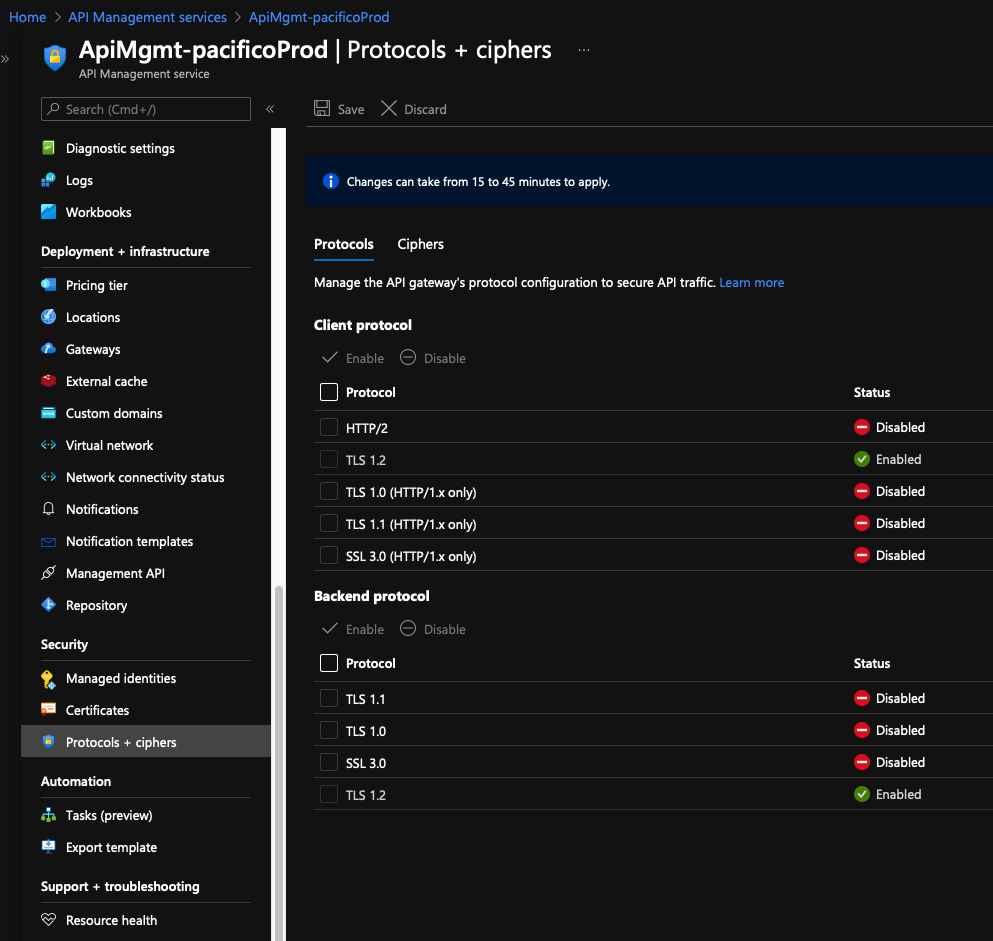 Home > API Management services > ApiMgmt-pacificoProd
ApiMgmt-pacificoProd | Protocols + ciphers ...
API Management service
Search (Cmd+/)
Save Discard
Diagnostic settings
Logs
Workbooks
Deployment + infrastructure
Pricing tier
Locations
Gateways
External cache
Custom domains
Virtual network
Network connectivity status
Notifications
Notification templates
Management API
Repository
Security
Managed identities
Certificates
Protocols + ciphers
Automation
Tasks (preview)
Export template
Support + troubleshooting
Resource health
Changes can take from 15 to 45 minutes to apply.
Protocols Ciphers
Manage the API gateway's protocol configuration to secure API traffic. Learn more
Client protocol
Enable Disable
Protocol Status
HTTP/2 Disabled
TLS 1.2 Enabled
TLS 1.0 (HTTP/1.x only) Disabled
TLS 1.1 (HTTP/1.x only) Disabled
SSL 3.0 (HTTP/1.x only) Disabled
Backend protocol
Enable Disable
Protocol Status
TLS 1.1 Disabled
TLS 1.0 Disabled
SSL 3.0 Disabled
TLS 1.2 Enabled